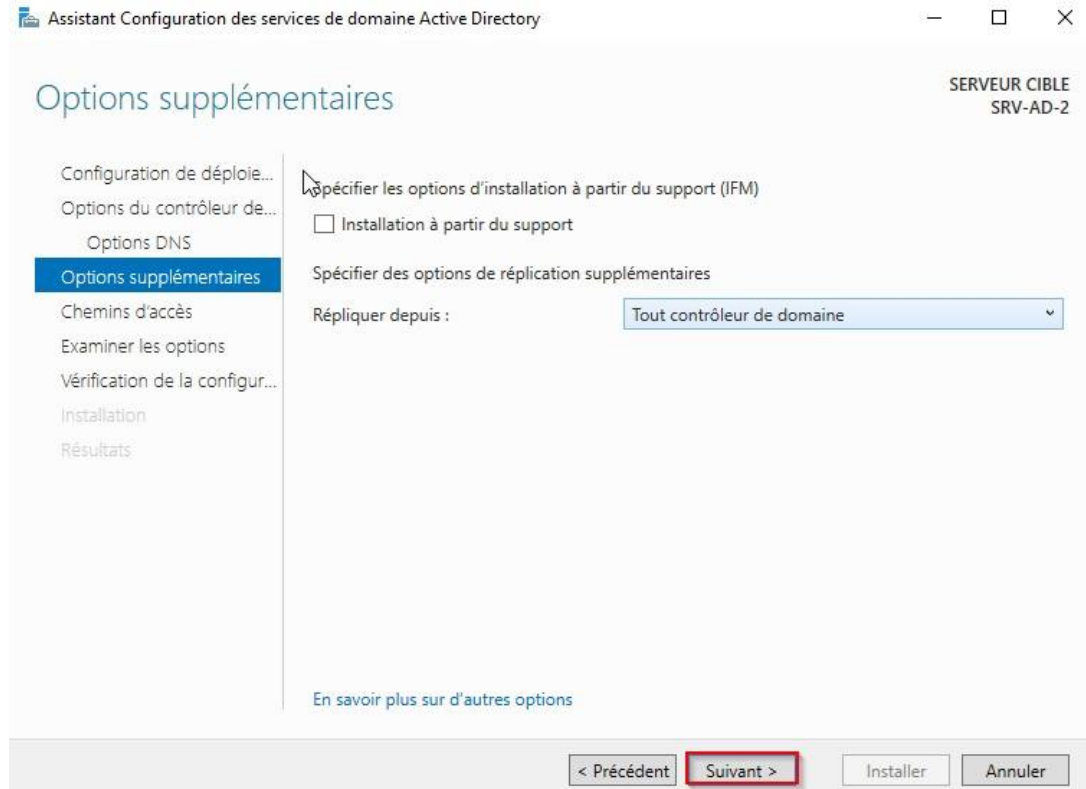 Assistant Configuration des services de domaine Active Directory
Options supplémentaires
SERVEUR CIBLE
SRV-AD-2
Configuration de déploie...
Options du contrôleur de...
Options DNS
Options supplémentaires
Chemins d'accès
Examiner les options
Vérification de la configur...
Installation
Résultats
Spécifier les options d'installation à partir du support (IFM)
Installation à partir du support
Spécifier des options de réplication supplémentaires
Répliquer depuis : Tout contrôleur de domaine
En savoir plus sur d'autres options
< Précédent Suivant > Installer Annuler